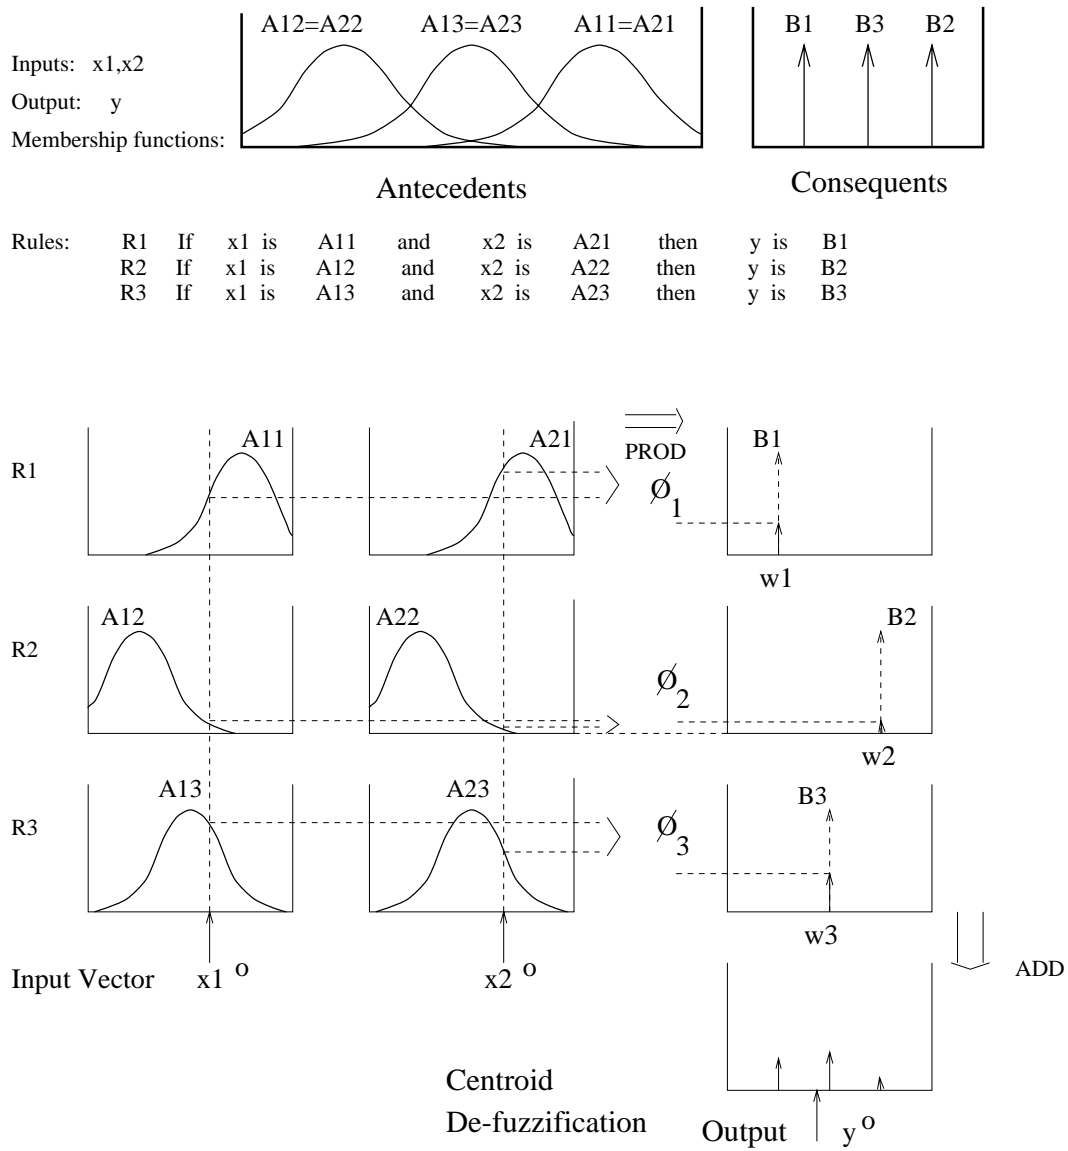 A12=A22 A13=A23 A11=A21
B1 B3 B2
Inputs: x1,x2
Output: y
Membership functions:
Antecedents
Consequents
Rules: R1 If x1 is A11 and x2 is A21 then y is B1
R2 If x1 is A12 and x2 is A22 then y is B2
R3 If x1 is A13 and x2 is A23 then y is B3
R1
A11
A21
PROD
Ø1
B1
w1
R2
A12
A22
Ø2
B2
w2
R3
A13
A23
Ø3
B3
w3
Input Vector x1 o x2 o
ADD
Centroid
De-fuzzification
Output y o